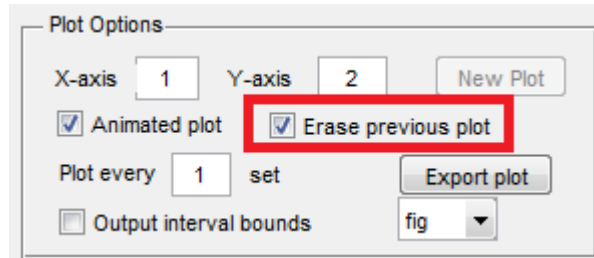 Plot Options
X-axis 1 Y-axis 2 New Plot
Animated plot Erase previous plot
Plot every 1 set Export plot
Output interval bounds fig